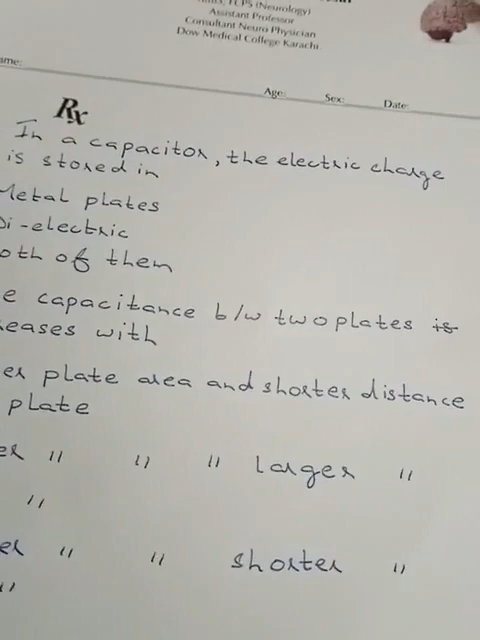 FCPS (Neurology)
Assistant Professor
Consultant Neuro Physician
Dow Medical College Karachi
ame:
Age: Sex: Date:
Rx
In a capacitor, the electric charge
is stored in
Metal plates
Di-electric
oth of them
e capacitance b/w two plates is
eases with
er plate area and shorter distance
plate
er " " " larger "
"
er " " shorter "
"